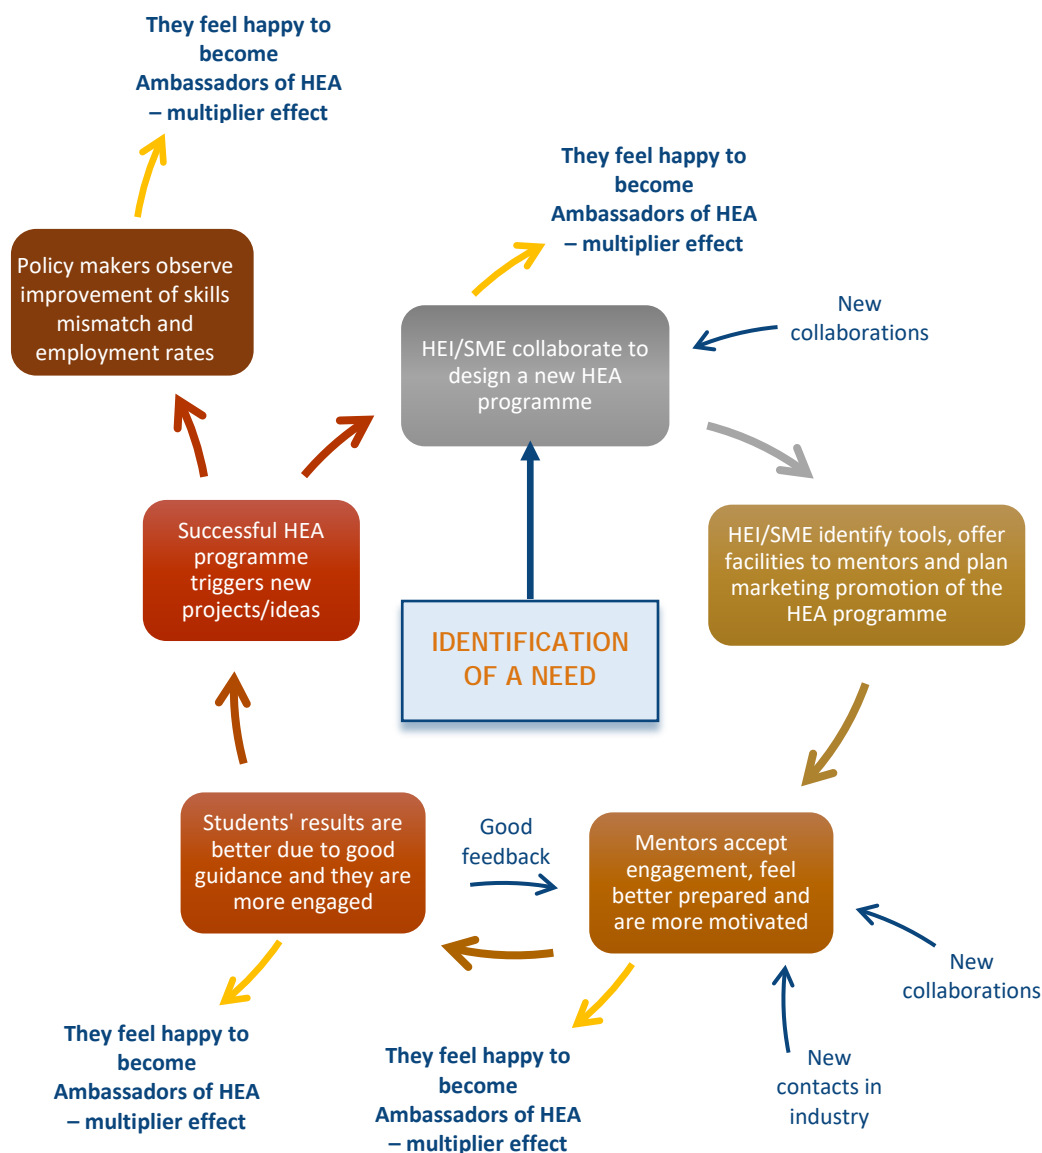 They feel happy to
become
Ambassadors of HEA
– multiplier effect
They feel happy to
become
Ambassadors of HEA
– multiplier effect
Policy makers observe
improvement of skills
mismatch and
employment rates
New
collaborations
HEI/SME collaborate to
design a new HEA
programme
Successful HEA
programme
triggers new
projects/ideas
HEI/SME identify tools, offer
facilities to mentors and plan
marketing promotion of the
HEA programme
IDENTIFICATION
OF A NEED
Students' results are
better due to good
guidance and they are
more engaged
Good
feedback
Mentors accept
engagement, feel
better prepared and
are more motivated
New
collaborations
They feel happy to
become
Ambassadors of HEA
– multiplier effect
They feel happy to
become
Ambassadors of HEA
– multiplier effect
New
contacts in
industry